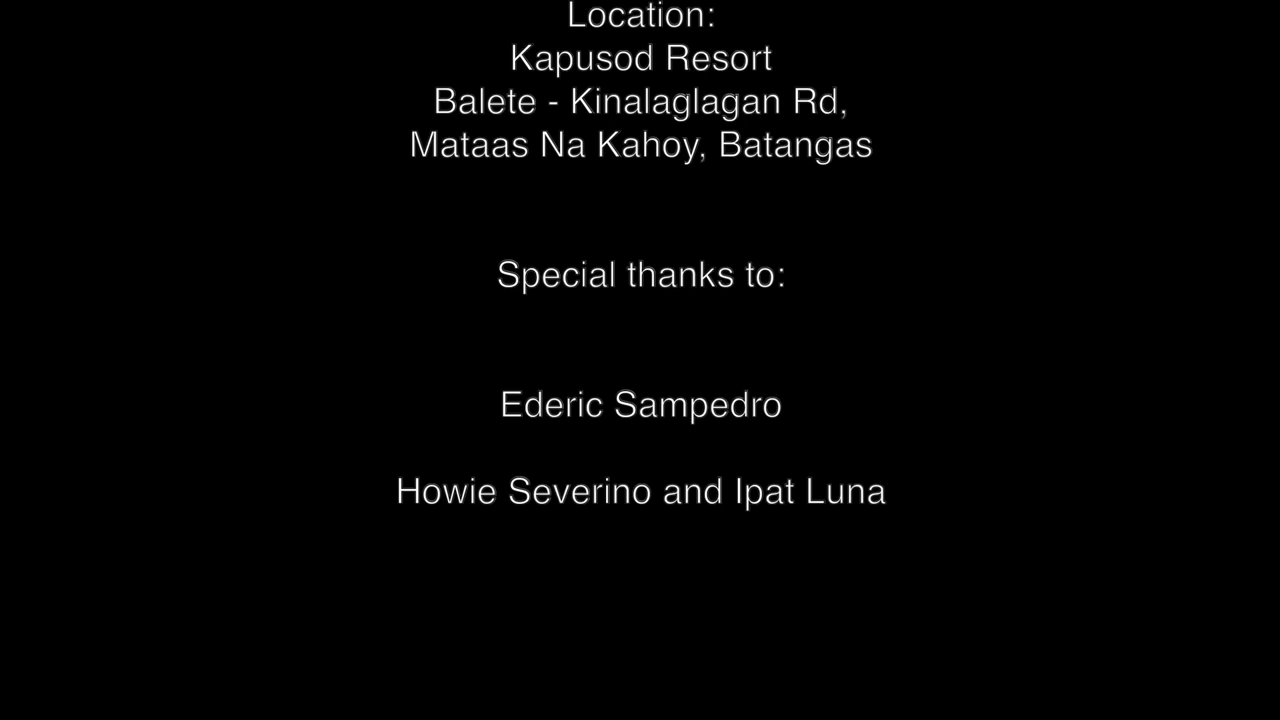 Location:
Kapusod Resort
Balete - Kinalaglagan Rd,
Mataas Na Kahoy, Batangas
Special thanks to:
Ederic Sampedro
Howie Severino and Ipat Luna